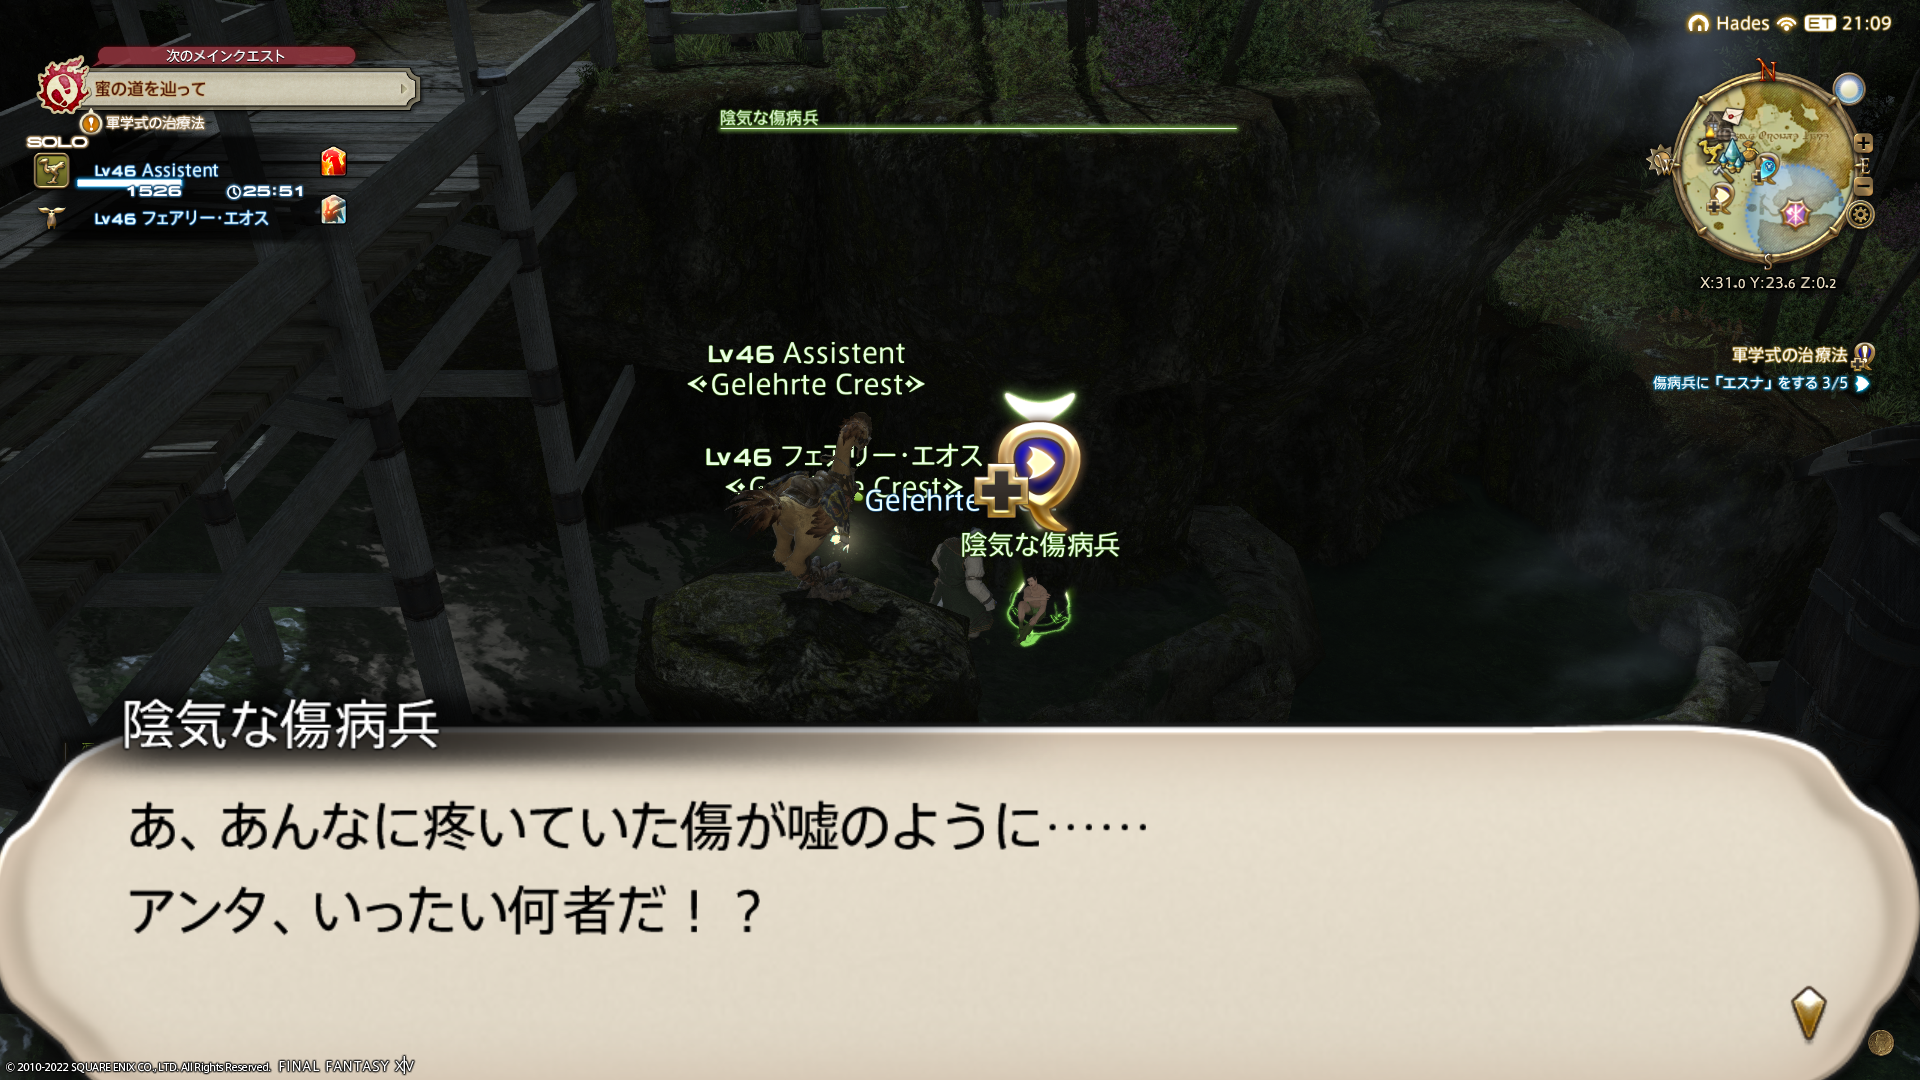 次のメインクエスト
蜜の道を辿って
軍学式の治療法
SOLO
Lv46 Assistent
1526 25:51
Lv46 フェアリー・エオス
陰気な傷病兵
Hades ET 21:09
N
W
E
S
X:31.0 Y:23.6 Z:0.2
軍学式の治療法
傷病兵に「エスナ」をする 3/5
Lv46 Assistent
«Gelehrte Crest»
Lv46 フェアリー・エオス
Crest»
Gelehrte
陰気な傷病兵
陰気な傷病兵
あ、あんなに疼いていた傷が嘘のように……
アンタ、いったい何者だ！？
© 2010-2022 SQUARE ENIX CO., LTD. All Rights Reserved. FINAL FANTASY XIV